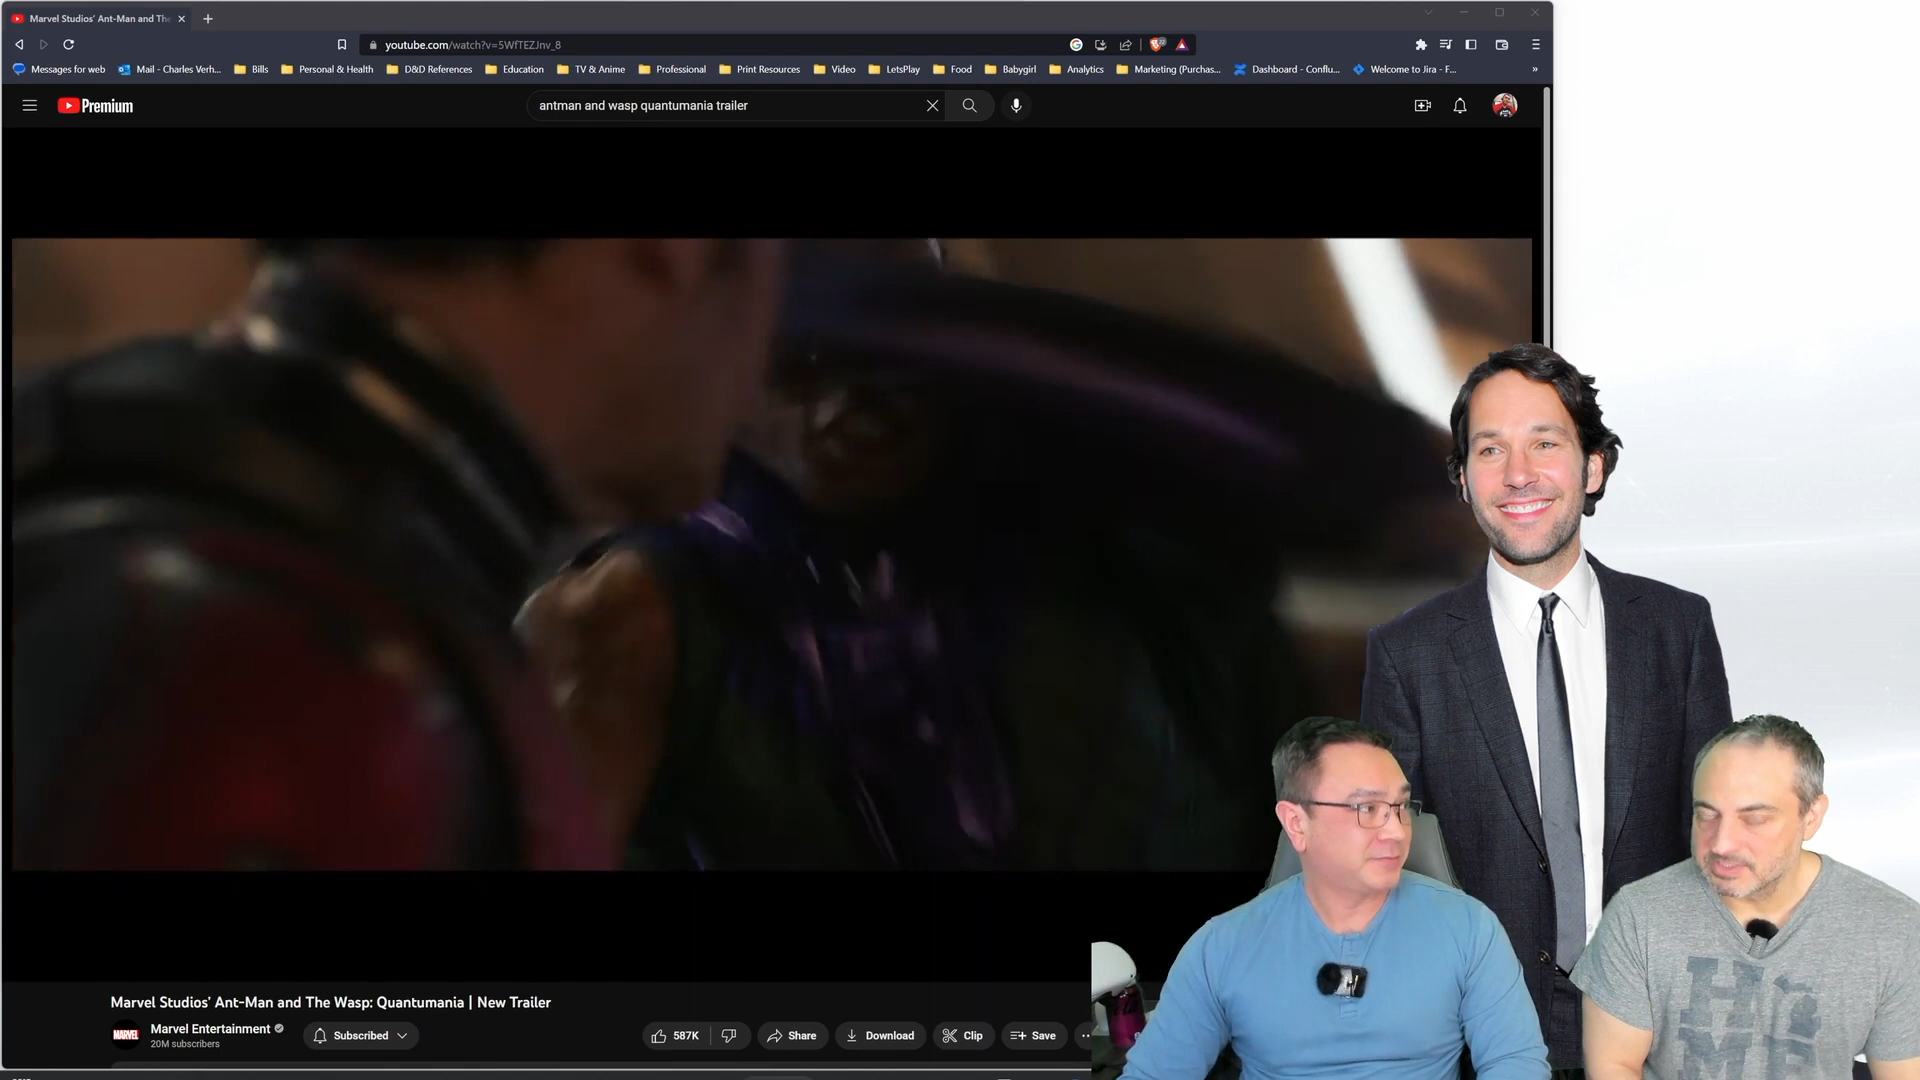 Marvel Studios' Ant-Man and The
youtube.com/watch?v=5WfTEZJnv_8
Messages for web
Mail - Charles Verh...
Bills
Personal & Health
D&D References
Education
TV & Anime
Professional
Print Resources
Video
LetsPlay
Food
Babygirl
Analytics
Marketing (Purchas...
Dashboard - Conflu...
Welcome to Jira - F...
»
Premium
antman and wasp quantumania trailer
Marvel Studios' Ant-Man and The Wasp: Quantumania | New Trailer
MARVEL
Marvel Entertainment
20M subscribers
Subscribed
587K
Share
Download
Clip
Save